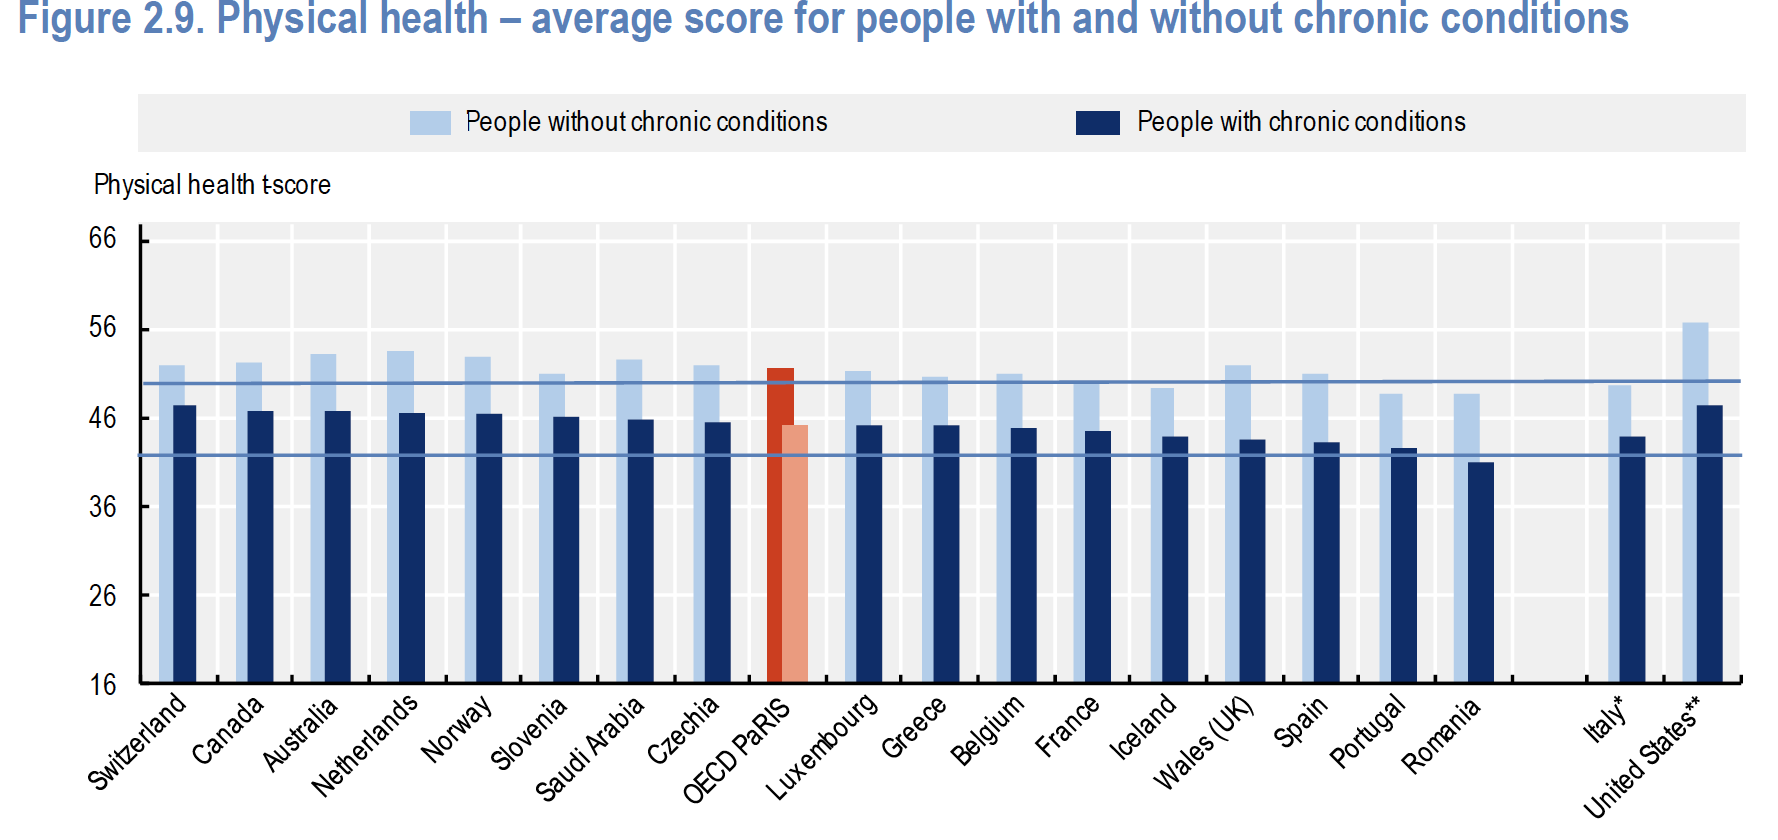 Figure 2.9. Physical health – average score for people with and without chronic conditions
People without chronic conditions
People with chronic conditions
Physical health t-score
66
56
46
36
26
16
Switzerland
Canada
Australia
Netherlands
Norway
Slovenia
Saudi Arabia
Czechia
OECD PaRIS
Luxembourg
Greece
Belgium
France
Iceland
Wales (UK)
Spain
Portugal
Romania
Italy*
United States**